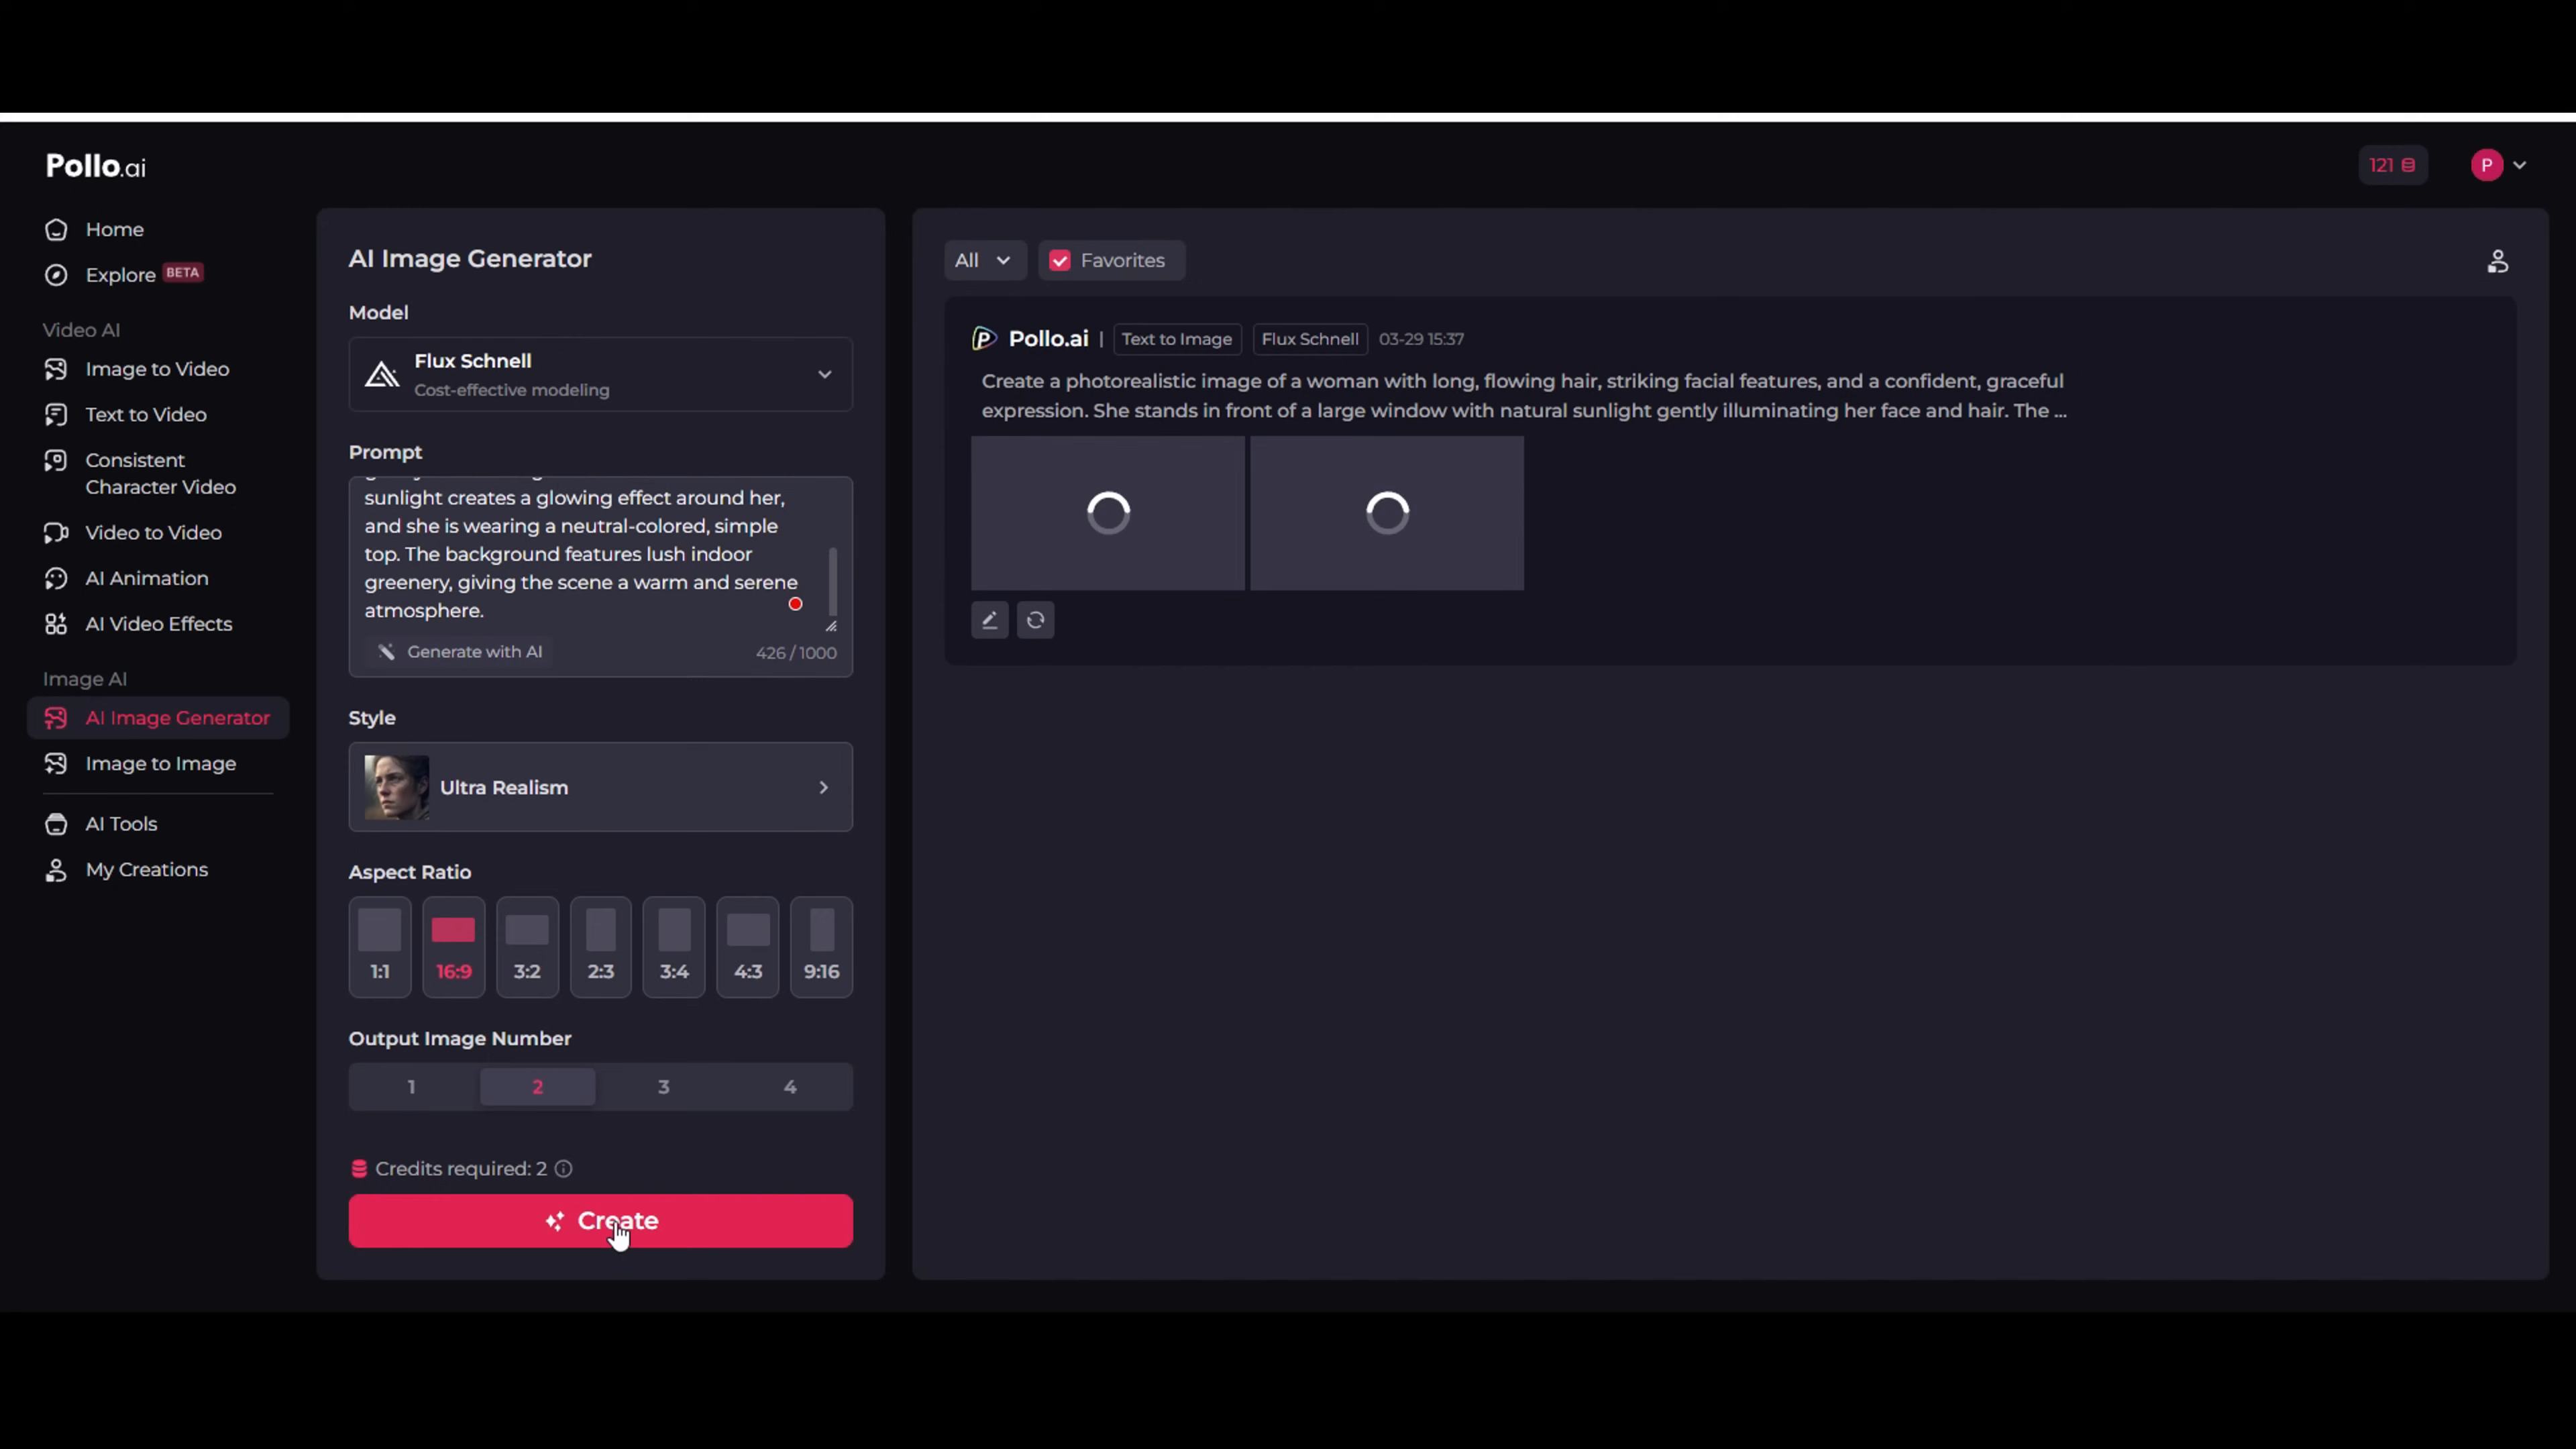 Pollo.ai
121
P
Home
Explore BETA
Video AI
Image to Video
Text to Video
Consistent
Character Video
Video to Video
AI Animation
AI Video Effects
Image AI
AI Image Generator
Image to Image
AI Tools
My Creations
AI Image Generator
Model
Flux Schnell
Cost-effective modeling
Prompt
sunlight creates a glowing effect around her,
and she is wearing a neutral-colored, simple
top. The background features lush indoor
greenery, giving the scene a warm and serene
atmosphere.
Generate with AI
426 / 1000
Style
Ultra Realism
Aspect Ratio
1:1 16:9 3:2 2:3 3:4 4:3 9:16
Output Image Number
1 2 3 4
Credits required: 2
Create
All
Favorites
Pollo.ai | Text to Image Flux Schnell 03-29 15:37
Create a photorealistic image of a woman with long, flowing hair, striking facial features, and a confident, graceful
expression. She stands in front of a large window with natural sunlight gently illuminating her face and hair. The ...